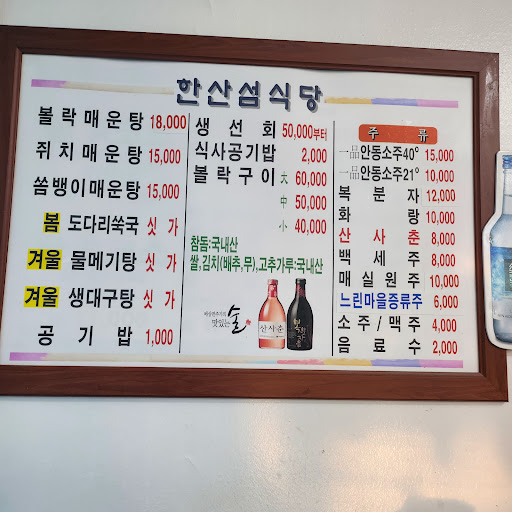 한산섬식당
볼락매운탕 18,000
쥐치매운탕 15,000
쏨뱅이매운탕 15,000
봄 도다리쑥국 싯가
겨울 물메기탕 싯가
겨울 생대구탕 싯가
공기밥 1,000
생선회 50,000부터
식사공기밥 2,000
볼락구이 大 60,000
中 50,000
小 40,000
참돔:국내산
쌀,김치(배추,무),고추가루:국내산
맛있는 술
산사춘
주류
一品안동소주40° 15,000
一品안동소주21° 10,000
복분자 12,000
화랑 10,000
산사춘 8,000
백세주 8,000
매실원주 10,000
느린마을증류주 6,000
소주/맥주 4,000
음료수 2,000